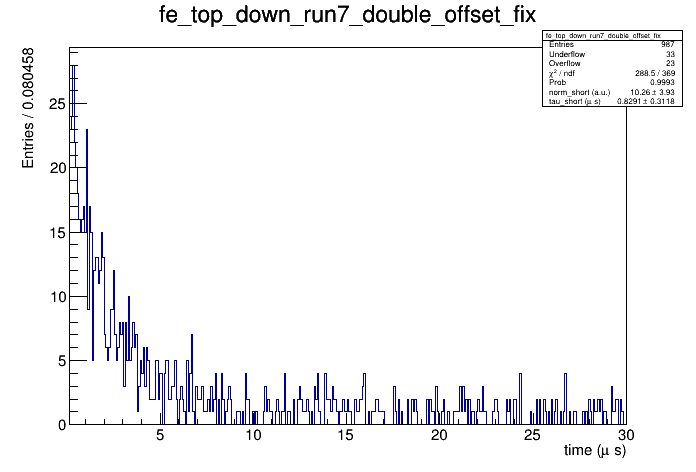 fe_top_down_run7_double_offset_fix
fe_top_down_run7_double_offset_fix
Entries 987
Underflow 33
Overflow 23
χ² / ndf 288.5 / 369
Prob 0.9993
norm_short (a.u.) 10.26 ± 3.93
tau_short (μ s) 0.8291 ± 0.3118
Entries / 0.080458
25
20
15
10
5
0
5 10 15 20 25 30
time (μ s)